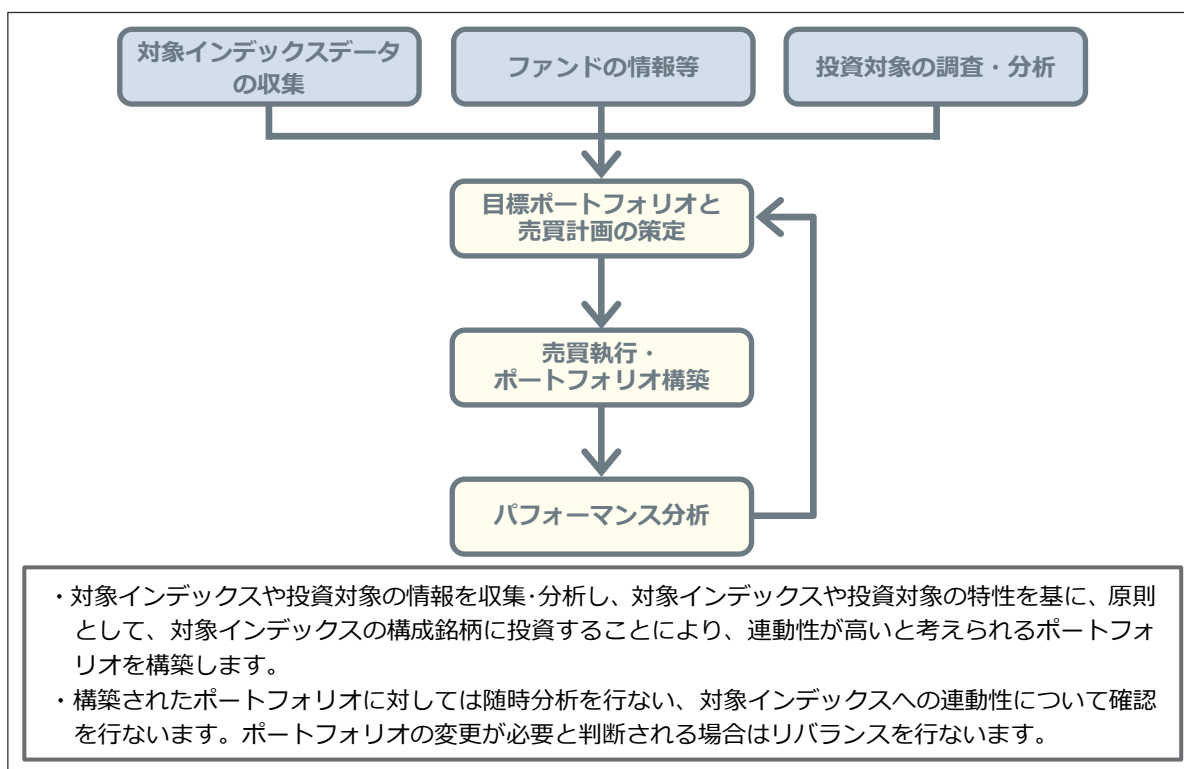 対象インデックスデータ
の収集
ファンドの情報等
投資対象の調査・分析
目標ポートフォリオと
売買計画の策定
売買執行・
ポートフォリオ構築
パフォーマンス分析
・対象インデックスや投資対象の情報を収集･分析し、対象インデックスや投資対象の特性を基に、原則
として、対象インデックスの構成銘柄に投資することにより、連動性が高いと考えられるポートフォ
リオを構築します。
・構築されたポートフォリオに対しては随時分析を行ない、対象インデックスへの連動性について確認
を行ないます。ポートフォリオの変更が必要と判断される場合はリバランスを行ないます。